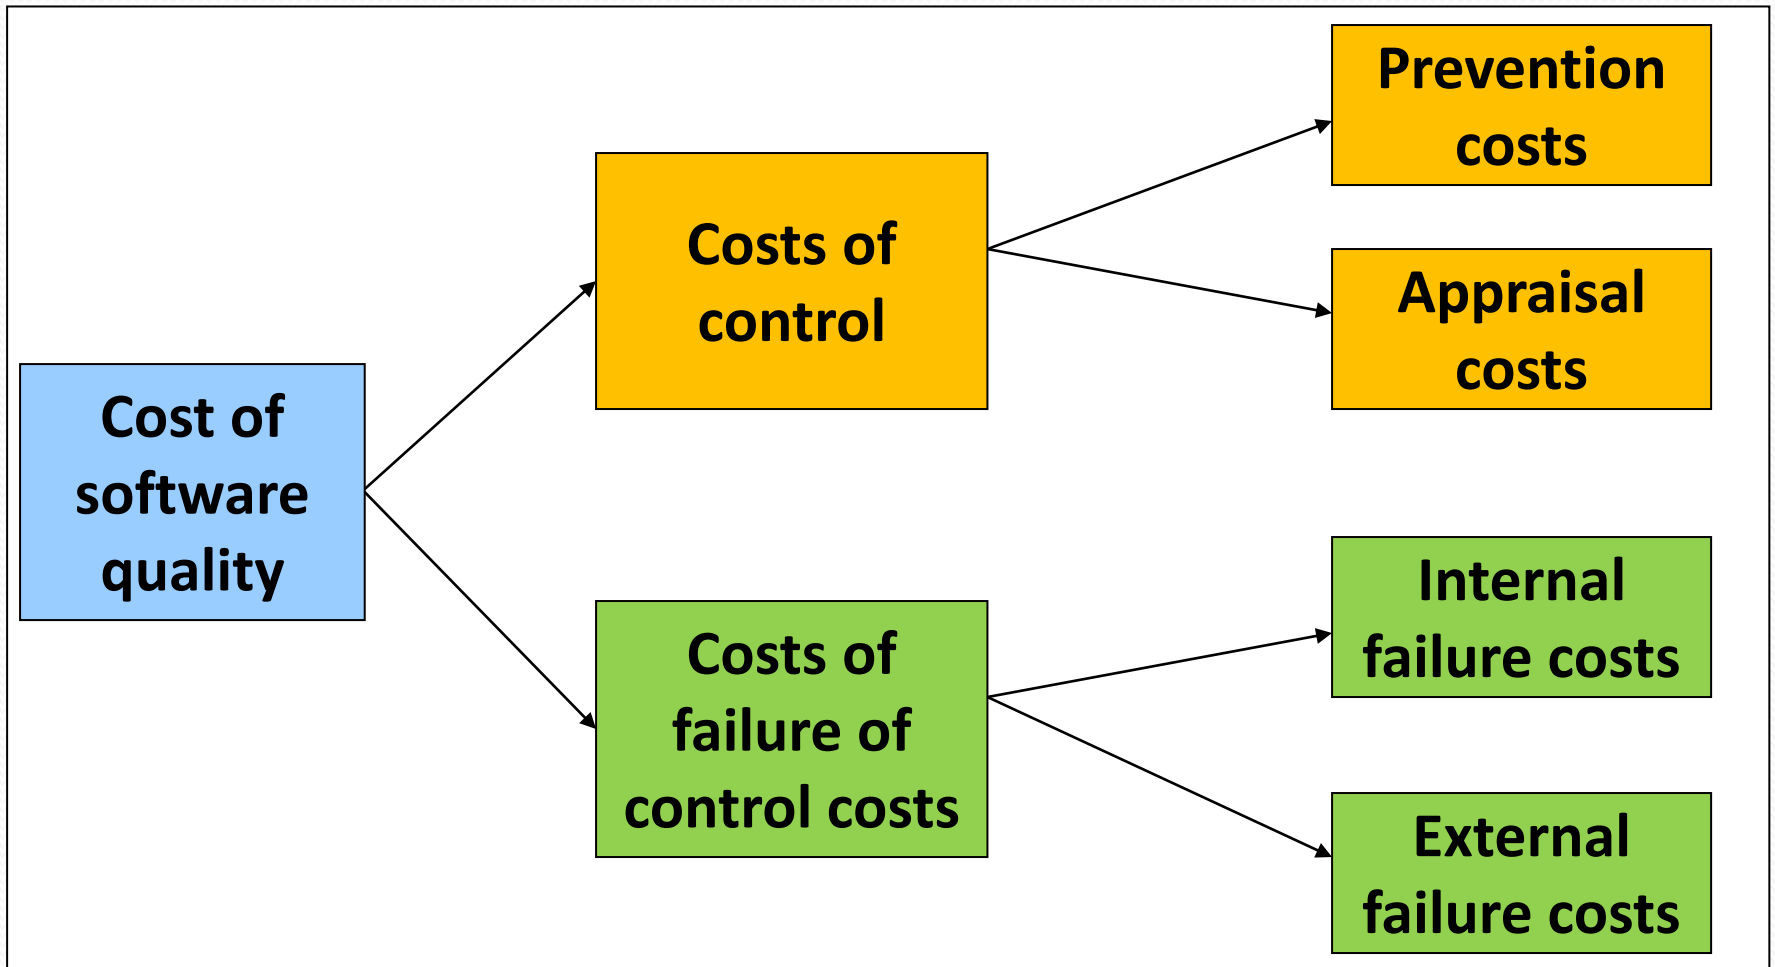 Prevention
costs
Costs of
control
Appraisal
costs
Cost of
software
quality
Internal
failure costs
Costs of
failure of
control costs
External
failure costs